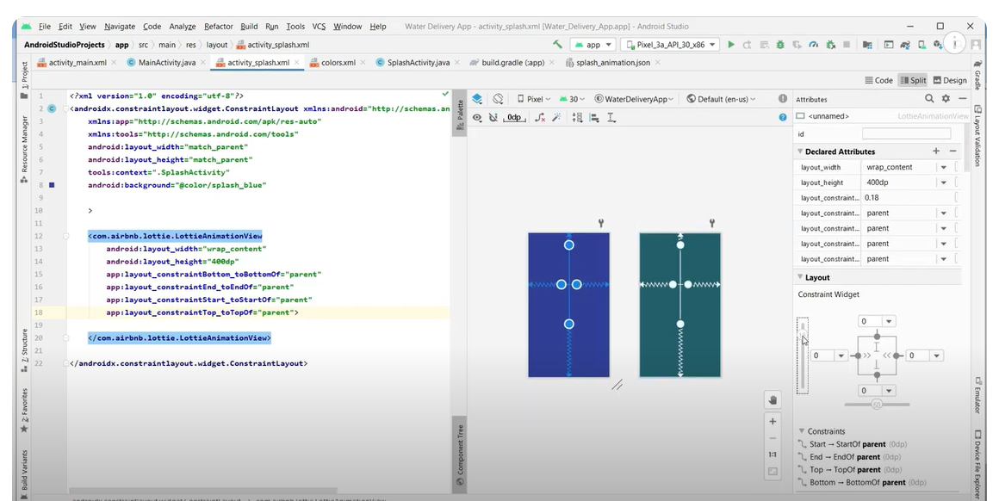 File Edit View Navigate Code Analyze Refactor Build Run Tools VCS Window Help Water Delivery App - activity_splash.xml [Water_Delivery_App.app] - Android Studio
AndroidStudioProjects app src main res layout activity_splash.xml app Pixel_3a_API_30_x86
activity_main.xml MainActivity.java activity_splash.xml colors.xml SplashActivity.java build.gradle (:app) splash_animation.json
Code Split Design
1: Project
Resource Manager
7: Structure
2: Favorites
Build Variants
1 <?xml version="1.0" encoding="utf-8"?>
2 <androidx.constraintlayout.widget.ConstraintLayout xmlns:android="http://schemas.an
3 xmlns:app="http://schemas.android.com/apk/res-auto"
4 xmlns:tools="http://schemas.android.com/tools"
5 android:layout_width="match_parent"
6 android:layout_height="match_parent"
7 tools:context=".SplashActivity"
8 android:background="@color/splash_blue"
9
10 >
11
12 <com.airbnb.lottie.LottieAnimationView
13 android:layout_width="wrap_content"
14 android:layout_height="400dp"
15 app:layout_constraintBottom_toBottomOf="parent"
16 app:layout_constraintEnd_toEndOf="parent"
17 app:layout_constraintStart_toStartOf="parent"
18 app:layout_constraintTop_toTopOf="parent">
19
20 </com.airbnb.lottie.LottieAnimationView>
21
22 </androidx.constraintlayout.widget.ConstraintLayout>
Palette
Component Tree
Pixel 30 WaterDeliveryApp Default (en-us)
0dp
1:1
Attributes
<unnamed> LottieAnimationView
id
Declared Attributes
layout_width wrap_content
layout_height 400dp
layout_constraint... 0.18
layout_constraint... parent
layout_constraint... parent
layout_constraint... parent
layout_constraint... parent
Layout
Constraint Widget
0
0 0
0
50
Constraints
Start → StartOf parent (0dp)
End → EndOf parent (0dp)
Top → TopOf parent (0dp)
Bottom → BottomOf parent (0dp)
Gradle
Layout Validation
Emulator
Device File Explorer